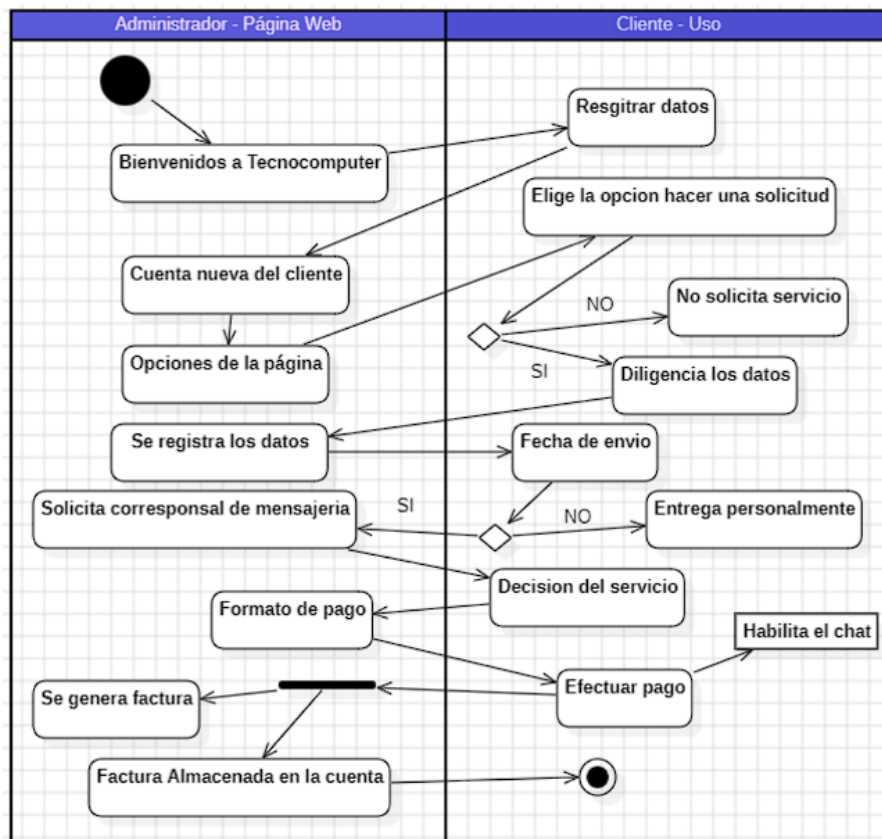 Administrador - Página Web
Cliente - Uso
Resgitrar datos
Bienvenidos a Tecnocomputer
Elige la opcion hacer una solicitud
Cuenta nueva del cliente
No solicita servicio
NO
Opciones de la página
SI
Diligencia los datos
Se registra los datos
Fecha de envio
Solicita corresponsal de mensajeria
SI
NO
Entrega personalmente
Decision del servicio
Formato de pago
Habilita el chat
Se genera factura
Efectuar pago
Factura Almacenada en la cuenta